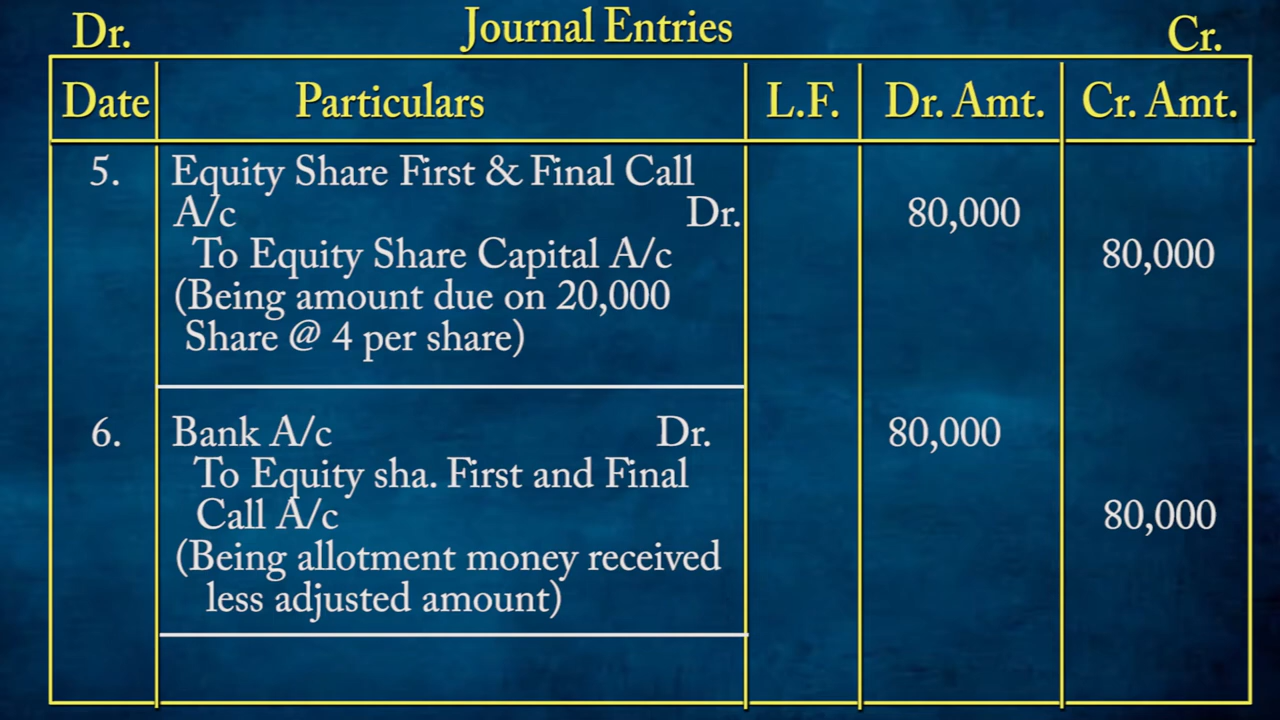 Dr. Journal Entries Cr.
Date Particulars L.F. Dr. Amt. Cr. Amt.
5. Equity Share First & Final Call
A/c Dr. 80,000
To Equity Share Capital A/c 80,000
(Being amount due on 20,000
Share @ 4 per share)
6. Bank A/c Dr. 80,000
To Equity sha. First and Final
Call A/c 80,000
(Being allotment money received
less adjusted amount)